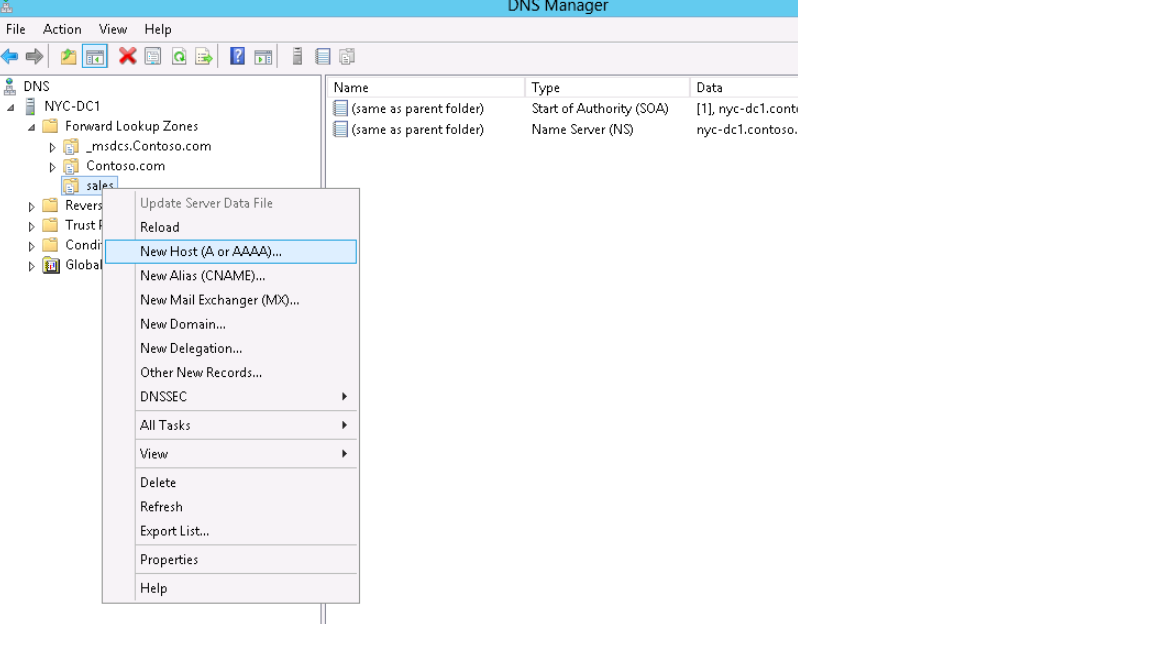 DNS Manager
File Action View Help
DNS
NYC-DC1
Forward Lookup Zones
_msdcs.Contoso.com
Contoso.com
sales
Revers
Trust P
Condi
Global
Name Type Data
(same as parent folder) Start of Authority (SOA) [1], nyc-dc1.conto
(same as parent folder) Name Server (NS) nyc-dc1.contoso.
Update Server Data File
Reload
New Host (A or AAAA)...
New Alias (CNAME)...
New Mail Exchanger (MX)...
New Domain...
New Delegation...
Other New Records...
DNSSEC
All Tasks
View
Delete
Refresh
Export List...
Properties
Help